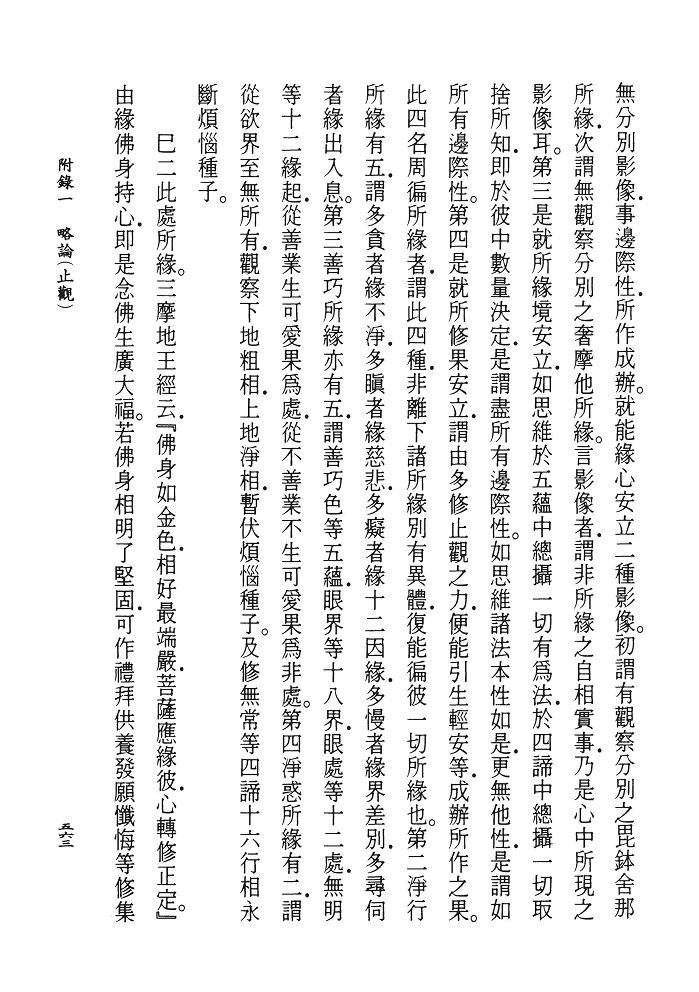 無分別影像．事邊際性．所作成辦。就能緣心安立二種影像。初謂有觀察分別之毘鉢舍那
所緣．次謂無觀察分別之奢摩他所緣。言影像者．謂非所緣之自相實事．乃是心中所現之
影像耳。第三是就所緣境安立．如思維於五蘊中總攝一切有爲法．於四諦中總攝一切取
捨所知．即於彼中數量決定．是謂盡所有邊際性。如思維諸法本性如是．更無他性．是謂如
所有邊際性。第四是就所修果安立．謂由多修止觀之力．便能引生輕安等．成辦所作之果。
此四名周徧所緣者．謂此四種．非離下諸所緣別有異體．復能徧彼一切所緣也。第二淨行
所緣有五．謂多貪者緣不淨．多瞋者緣慈悲．多癡者緣十二因緣．多慢者緣界差別．多尋伺
者緣出入息。第三善巧所緣亦有五．謂善巧色等五蘊．眼界等十八界．眼處等十二處．無明
等十二緣起．從善業生可愛果爲處．從不善業不生可愛果爲非處。第四淨惑所緣有二．謂
從欲界至無所有．觀察下地粗相．上地淨相．暫伏煩惱種子。及修無常等四諦十六行相永
斷煩惱種子。
巳二此處所緣。三摩地王經云．『佛身如金色．相好最端嚴．菩薩應緣彼．心轉修正定。』
由緣佛身持心．即是念佛生廣大福。若佛身相明了堅固．可作禮拜供養發願懺悔等修集
附錄一　略論（止觀）
五六三